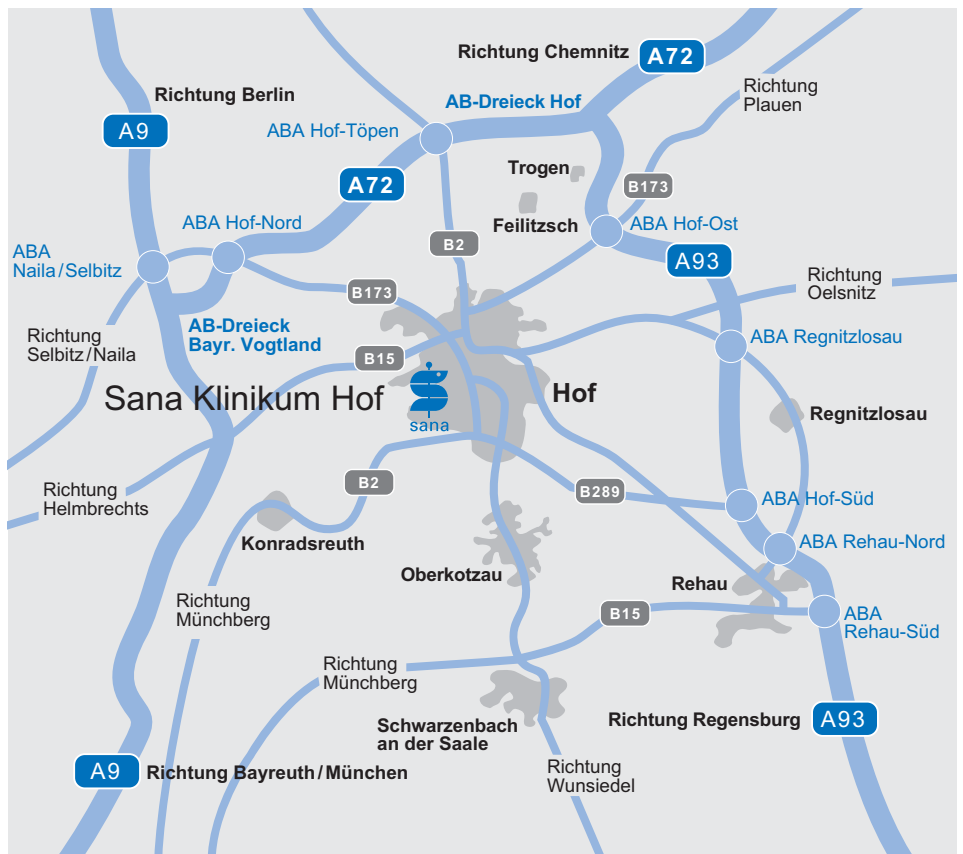 Richtung Chemnitz
A72
Richtung
Plauen
Richtung Berlin
AB-Dreieck Hof
A9
ABA Hof-Töpen
Trogen
A72
B173
Feilitzsch
ABA Hof-Nord
ABA Hof-Ost
B2
ABA
Naila/Selbitz
A93
Richtung
Oelsnitz
B173
AB-Dreieck
Bayr. Vogtland
Richtung
Selbitz/Naila
B15
ABA Regnitzlosau
Sana Klinikum Hof
sana
Hof
Regnitzlosau
B2
B289
Richtung
Helmbrechts
ABA Hof-Süd
Konradsreuth
ABA Rehau-Nord
Oberkotzau
Rehau
Richtung
Münchberg
B15
ABA
Rehau-Süd
Richtung
Münchberg
Schwarzenbach
an der Saale
Richtung Regensburg
A93
A9
Richtung Bayreuth/München
Richtung
Wunsiedel